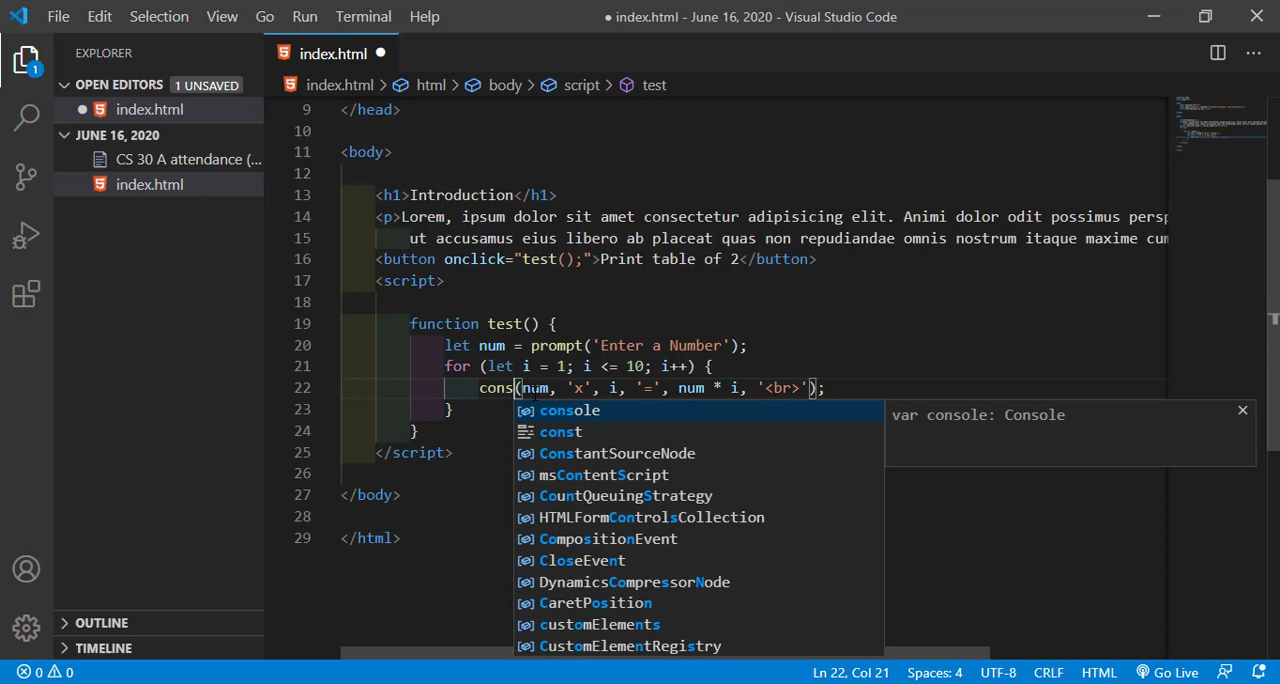 File Edit Selection View Go Run Terminal Help
● index.html - June 16, 2020 - Visual Studio Code
EXPLORER
index.html ●
OPEN EDITORS 1 UNSAVED
index.html > html > body > script > test
● index.html
9 </head>
JUNE 16, 2020
10
11 <body>
CS 30 A attendance (...
12
index.html
13 <h1>Introduction</h1>
14 <p>Lorem, ipsum dolor sit amet consectetur adipisicing elit. Animi dolor odit possimus persp
15 ut accusamus eius libero ab placeat quas non repudiandae omnis nostrum itaque maxime cum
16 <button onclick="test();">Print table of 2</button>
17 <script>
18
19 function test() {
20 let num = prompt('Enter a Number');
21 for (let i = 1; i <= 10; i++) {
22 cons(num, 'x', i, '=', num * i, '<br>');
23 }
24 }
25 </script>
26
27 </body>
28
29 </html>
console
var console: Console
const
ConstantSourceNode
msContentScript
CountQueuingStrategy
HTMLFormControlsCollection
CompositionEvent
CloseEvent
DynamicsCompressorNode
CaretPosition
customElements
CustomElementRegistry
1
OUTLINE
TIMELINE
0 0
Ln 22, Col 21 Spaces: 4 UTF-8 CRLF HTML Go Live